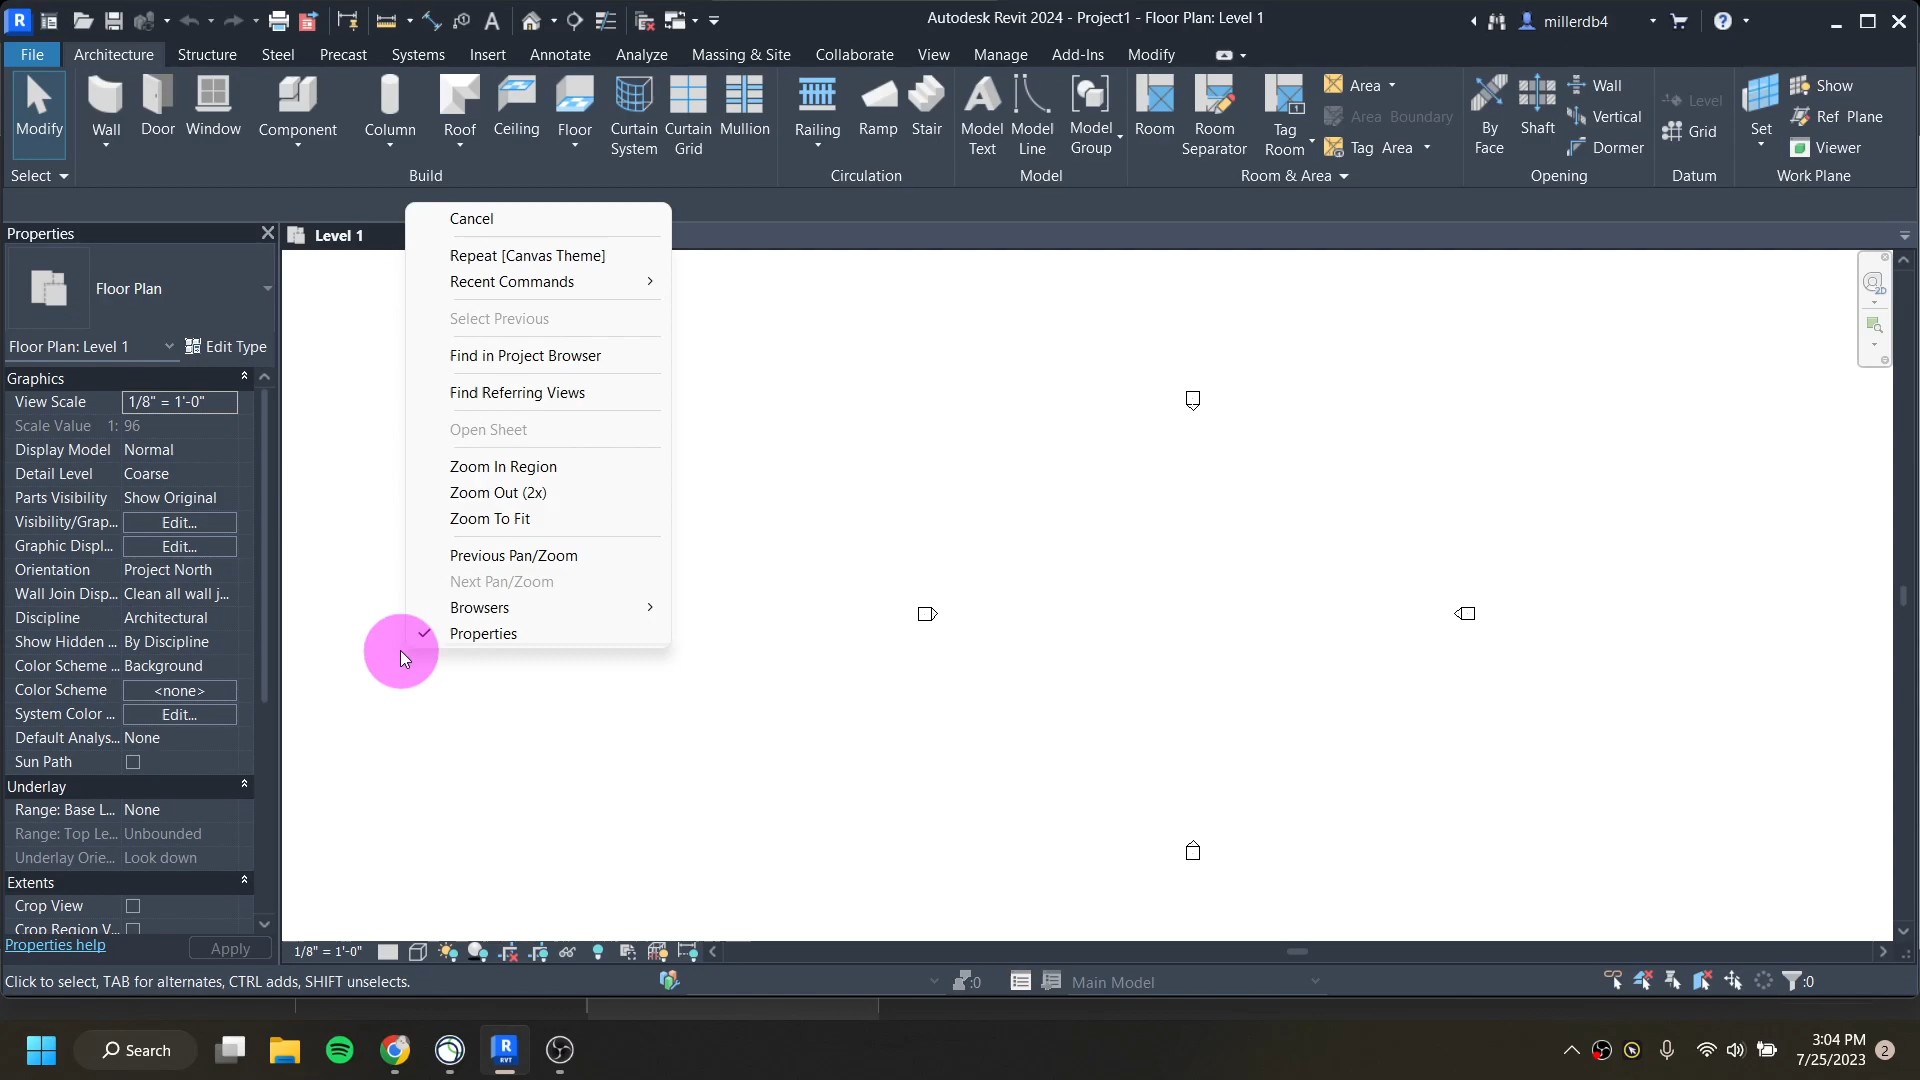 Autodesk Revit 2024 - Project1 - Floor Plan: Level 1
millerdb4
File Architecture Structure Steel Precast Systems Insert Annotate Analyze Massing & Site Collaborate View Manage Add-Ins Modify
Modify
Wall
Door
Window
Component
Column
Roof
Ceiling
Floor
Curtain System
Curtain Grid
Mullion
Railing
Ramp
Stair
Model Text
Model Line
Model Group
Room
Room Separator
Tag Room
Area
Area Boundary
Tag Area
By Face
Shaft
Wall
Vertical
Dormer
Level
Grid
Set
Show
Ref Plane
Viewer
Select Build Circulation Model Room & Area Opening Datum Work Plane
Properties
Level 1
Floor Plan
Floor Plan: Level 1 Edit Type
Graphics
View Scale 1/8" = 1'-0"
Scale Value 1: 96
Display Model Normal
Detail Level Coarse
Parts Visibility Show Original
Visibility/Grap... Edit...
Graphic Displ... Edit...
Orientation Project North
Wall Join Disp... Clean all wall j...
Discipline Architectural
Show Hidden ... By Discipline
Color Scheme ... Background
Color Scheme <none>
System Color ... Edit...
Default Analys... None
Sun Path
Underlay
Range: Base L... None
Range: Top Le... Unbounded
Underlay Orie... Look down
Extents
Crop View
Crop Region V...
Properties help Apply
Cancel
Repeat [Canvas Theme]
Recent Commands
Select Previous
Find in Project Browser
Find Referring Views
Open Sheet
Zoom In Region
Zoom Out (2x)
Zoom To Fit
Previous Pan/Zoom
Next Pan/Zoom
Browsers
Properties
2D
1/8" = 1'-0"
Click to select, TAB for alternates, CTRL adds, SHIFT unselects.
:0
Main Model
:0
Search
3:04 PM
7/25/2023
2